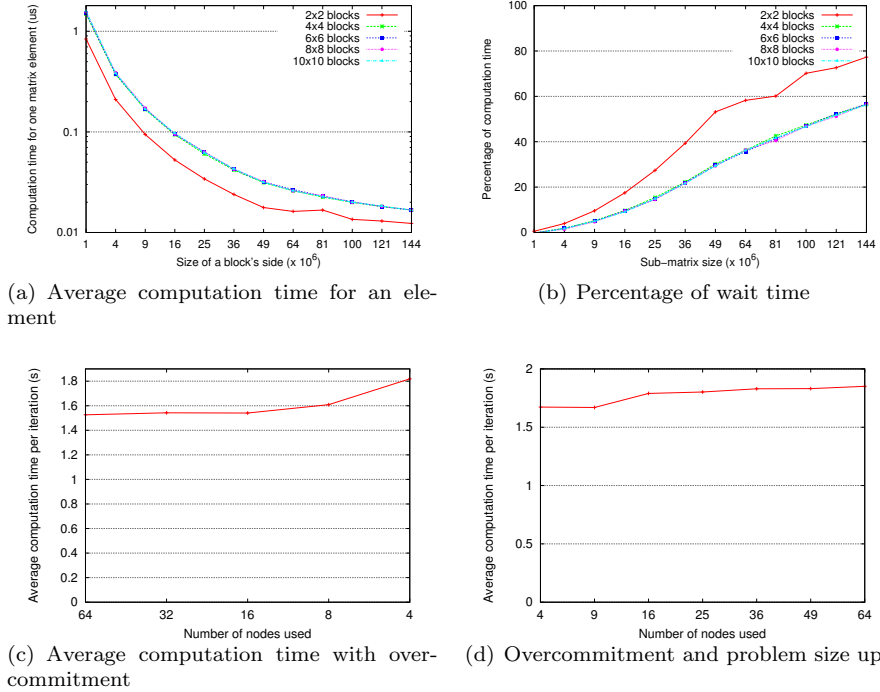 Computation time for one matrix element (us)
1
0.1
0.01
2x2 blocks
4x4 blocks
6x6 blocks
8x8 blocks
10x10 blocks
1 4 9 16 25 36 49 64 81 100 121 144
Size of a block's side (x 10^6)
(a) Average computation time for an ele-
ment
Percentage of computation time
100
80
60
40
20
0
2x2 blocks
4x4 blocks
6x6 blocks
8x8 blocks
10x10 blocks
1 4 9 16 25 36 49 64 81 100 121 144
Sub-matrix size (x 10^6)
(b) Percentage of wait time
Average computation time per iteration (s)
1.8
1.6
1.4
1.2
1
0.8
0.6
0.4
0.2
0
64 32 16 8 4
Number of nodes used
(c) Average computation time with over-
commitment
Average computation time per iteration (s)
2
1.5
1
0.5
0
4 9 16 25 36 49 64
Number of nodes used
(d) Overcommitment and problem size up